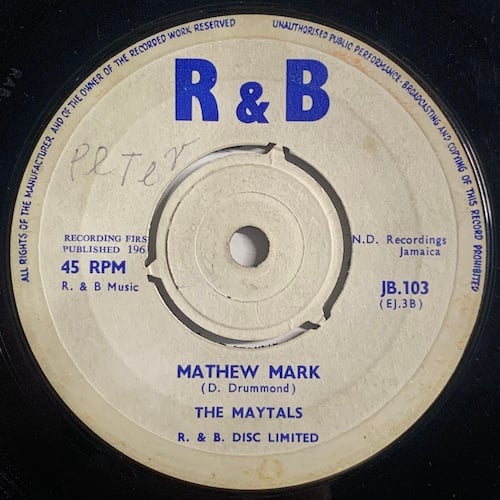 ALL RIGHTS OF THE MANUFACTURER, AND OF THE OWNER OF THE RECORDED WORK RESERVED
UNAUTHORISED PUBLIC PERFORMANCE, BROADCASTING AND COPYING OF THIS RECORD PROHIBITED
R & B
PeTer
RECORDING FIRS
PUBLISHED 196
45 RPM
R. & B Music
N.D. Recordings
Jamaica
JB.103
(EJ.3B)
MATHEW MARK
(D. Drummond)
THE MAYTALS
R. & B. DISC LIMITED